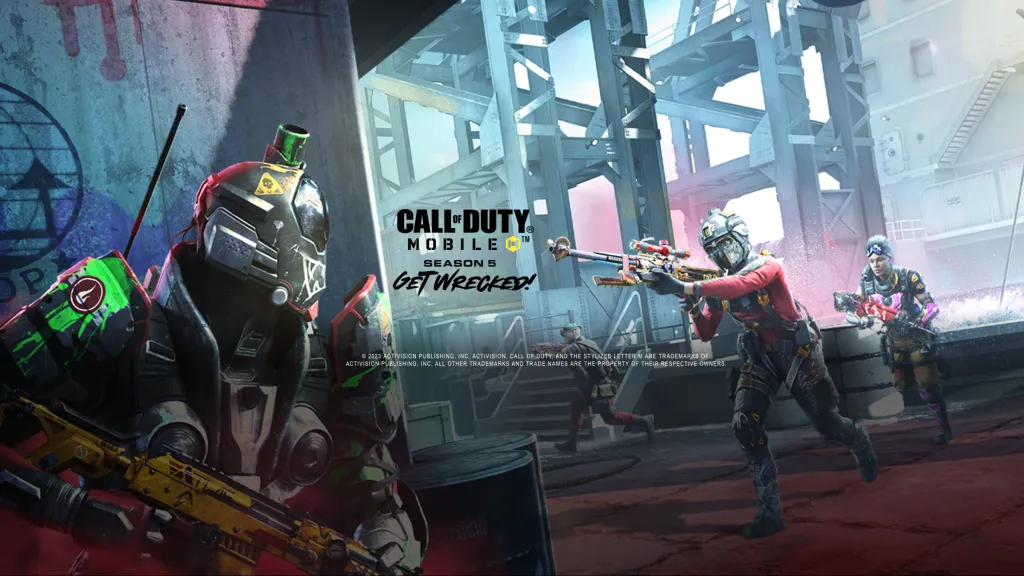 CALL OF DUTY®
MOBILE ™
SEASON 5
GET WRECKED!
© 2023 ACTIVISION PUBLISHING, INC. ACTIVISION, CALL OF DUTY, AND THE STYLIZED LETTER M ARE TRADEMARKS OF
ACTIVISION PUBLISHING, INC. ALL OTHER TRADEMARKS AND TRADE NAMES ARE THE PROPERTY OF THEIR RESPECTIVE OWNERS.